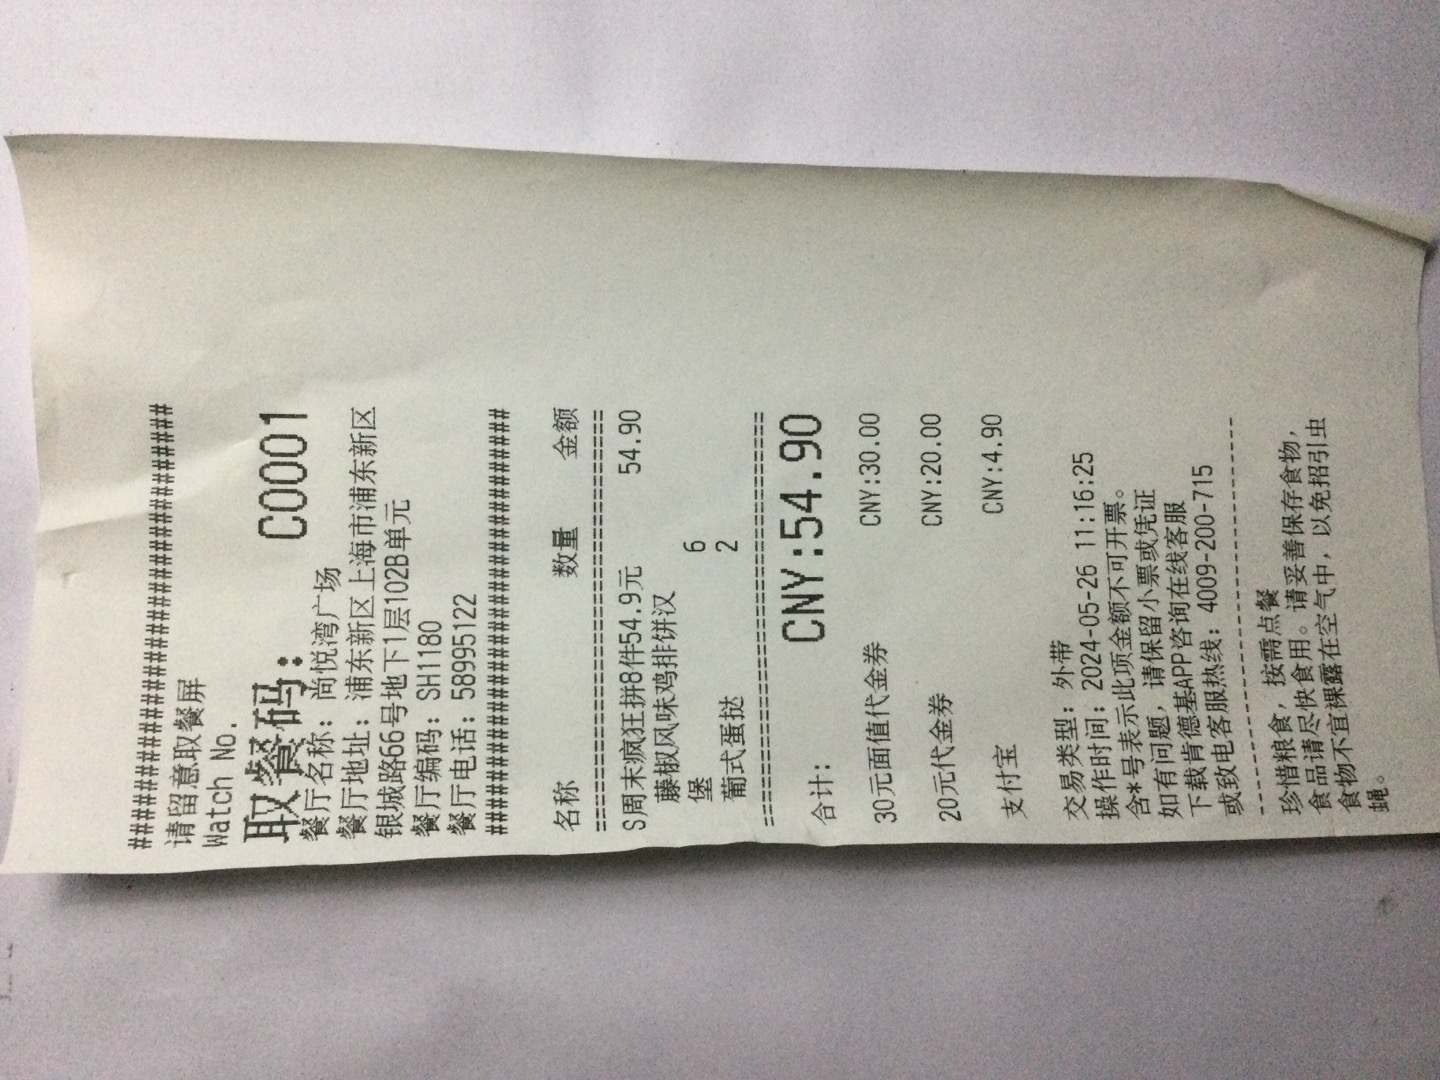 ######################################
请留意取餐屏
Watch No.
取餐码: C0001
餐厅名称: 尚悦湾广场
餐厅地址: 浦东新区上海市浦东新区
银城路66号地下1层102B单元
餐厅编码: SH1180
餐厅电话: 58995122
######################################
名称 数量 金额
======================================
S周末疯狂拼8件54.9元 54.90
藤椒风味鸡排饼汉 6
堡
葡式蛋挞 2
======================================
合计: CNY:54.90
30元面值代金券 CNY:30.00
20元代金券 CNY:20.00
支付宝 CNY:4.90
交易类型: 外带
操作时间: 2024-05-26 11:16:25
含*号表示此项金额不可开票。
如有问题, 请保留小票或凭证
下载肯德基APP咨询在线客服
或致电客服热线: 4009-200-715
--------------------------------------
珍惜粮食, 按需点餐
食品请尽快食用。请妥善保存食物,
食物不宜裸露在空气中, 以免招引虫
蝇。